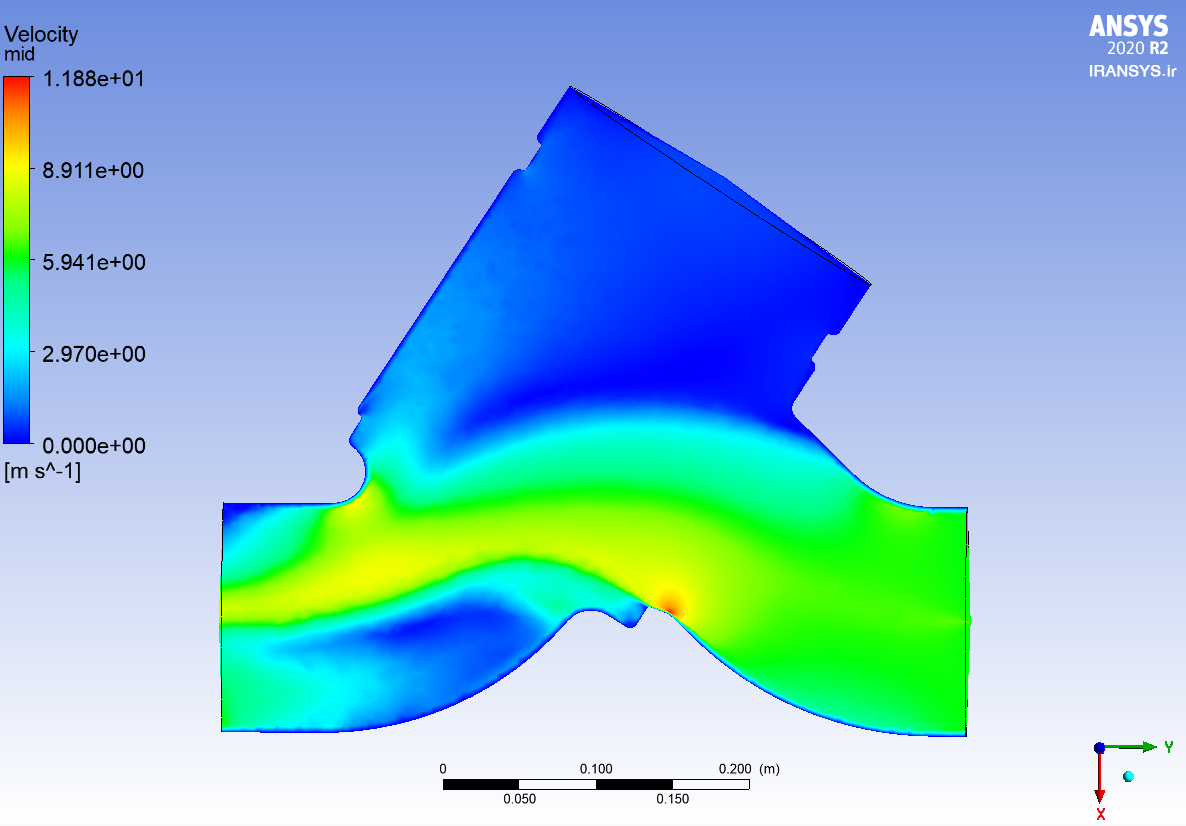 Velocity
mid
1.188e+01
8.911e+00
5.941e+00
2.970e+00
0.000e+00
[m s^-1]
ANSYS
2020 R2
IRANSYS.ir
0 0.100 0.200 (m)
0.050 0.150
Y
X